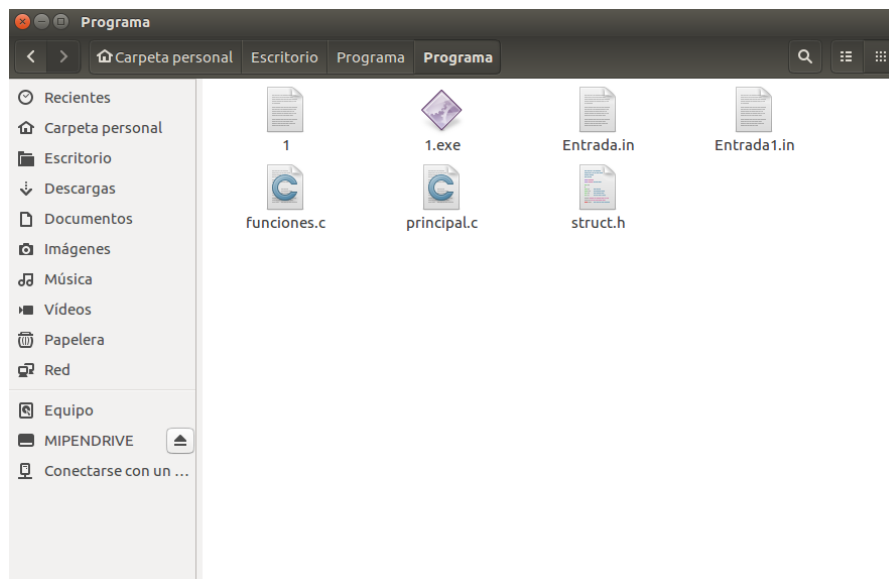 Programa
Carpeta personal Escritorio Programa Programa
Recientes
Carpeta personal
Escritorio
Descargas
Documentos
Imágenes
Música
Vídeos
Papelera
Red
Equipo
MIPENDRIVE
Conectarse con un ...
1 1.exe Entrada.in Entrada1.in
funciones.c principal.c struct.h